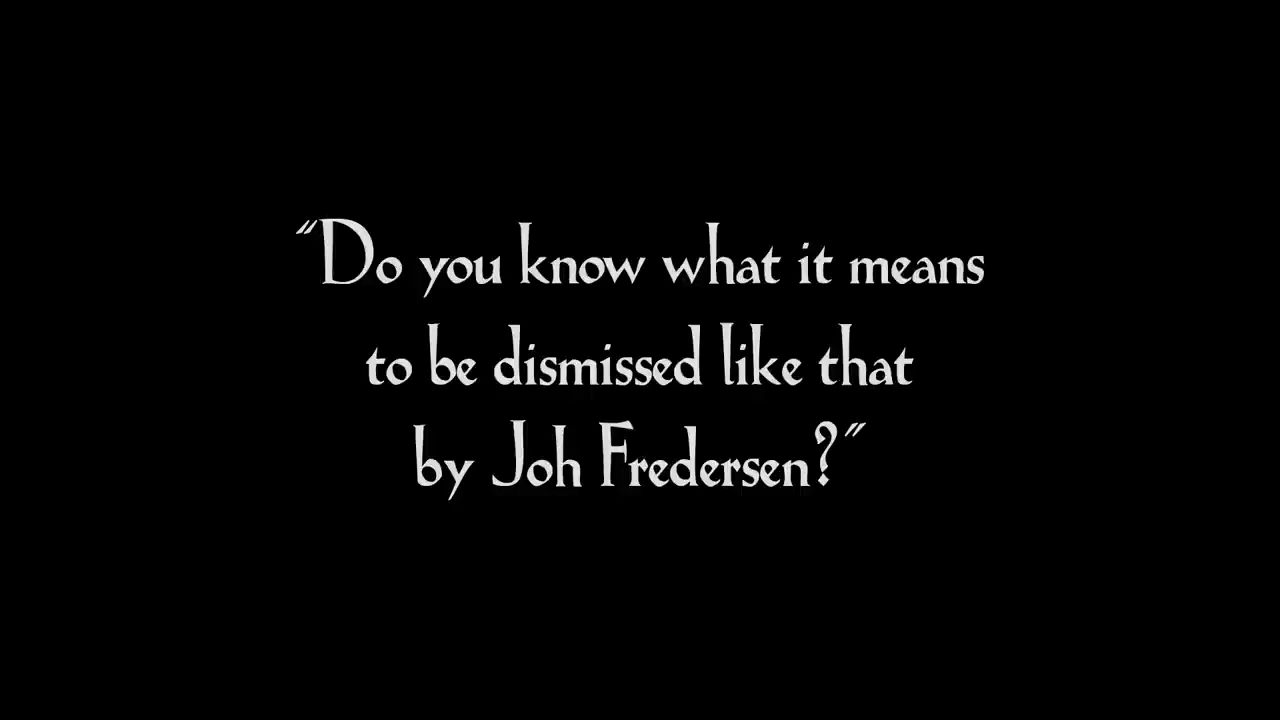 "Do you know what it means
to be dismissed like that
by Joh Fredersen?"